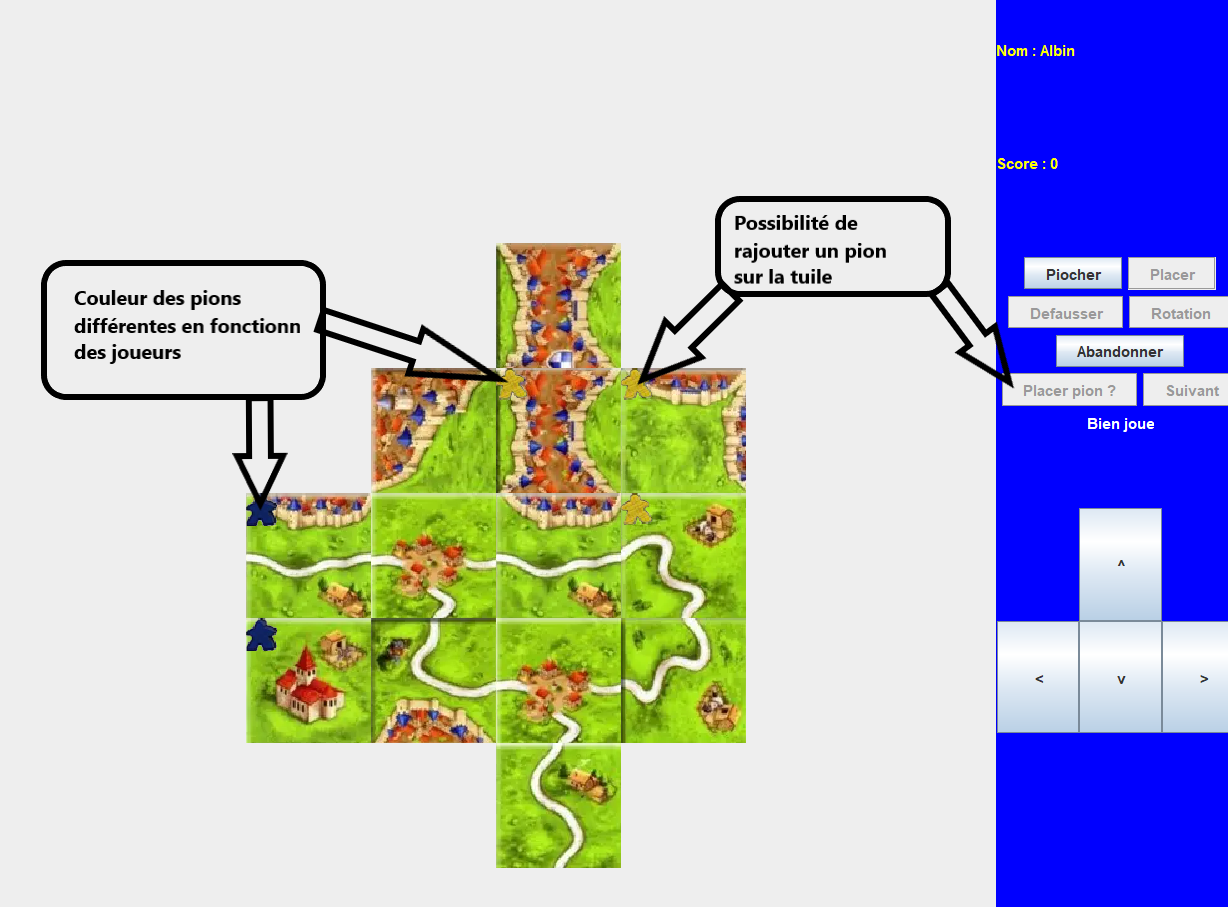 Nom : Albin
Score : 0
Possibilité de
rajouter un pion
sur la tuile
Couleur des pions
différentes en fonctionn
des joueurs
Piocher
Placer
Defausser
Rotation
Abandonner
Placer pion ?
Suivant
Bien joue
^
<
v
>